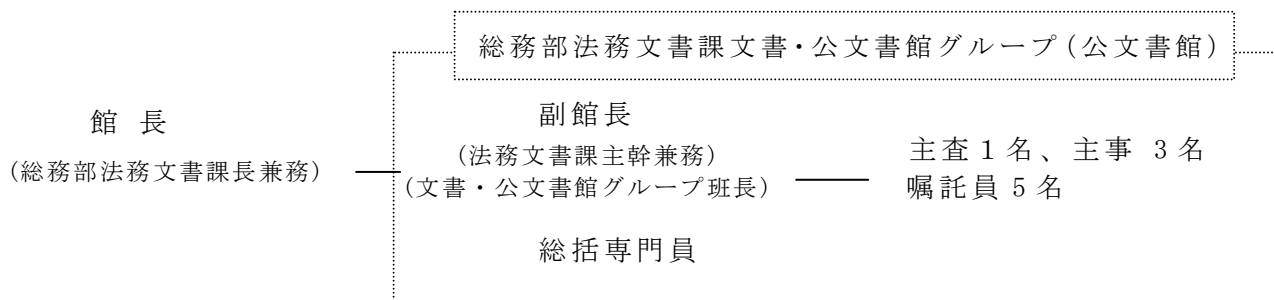 総務部法務文書課文書・公文書館グループ(公文書館)
館 長
(総務部法務文書課長兼務)
副館長
(法務文書課主幹兼務)
(文書・公文書館グループ班長)
総括専門員
主査 1 名、主事 3 名
嘱託員 5 名